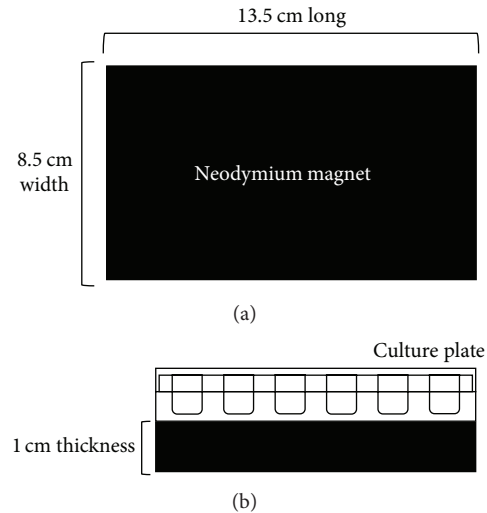 13.5 cm long
8.5 cm
width
Neodymium magnet
(a)
Culture plate
1 cm thickness
(b)